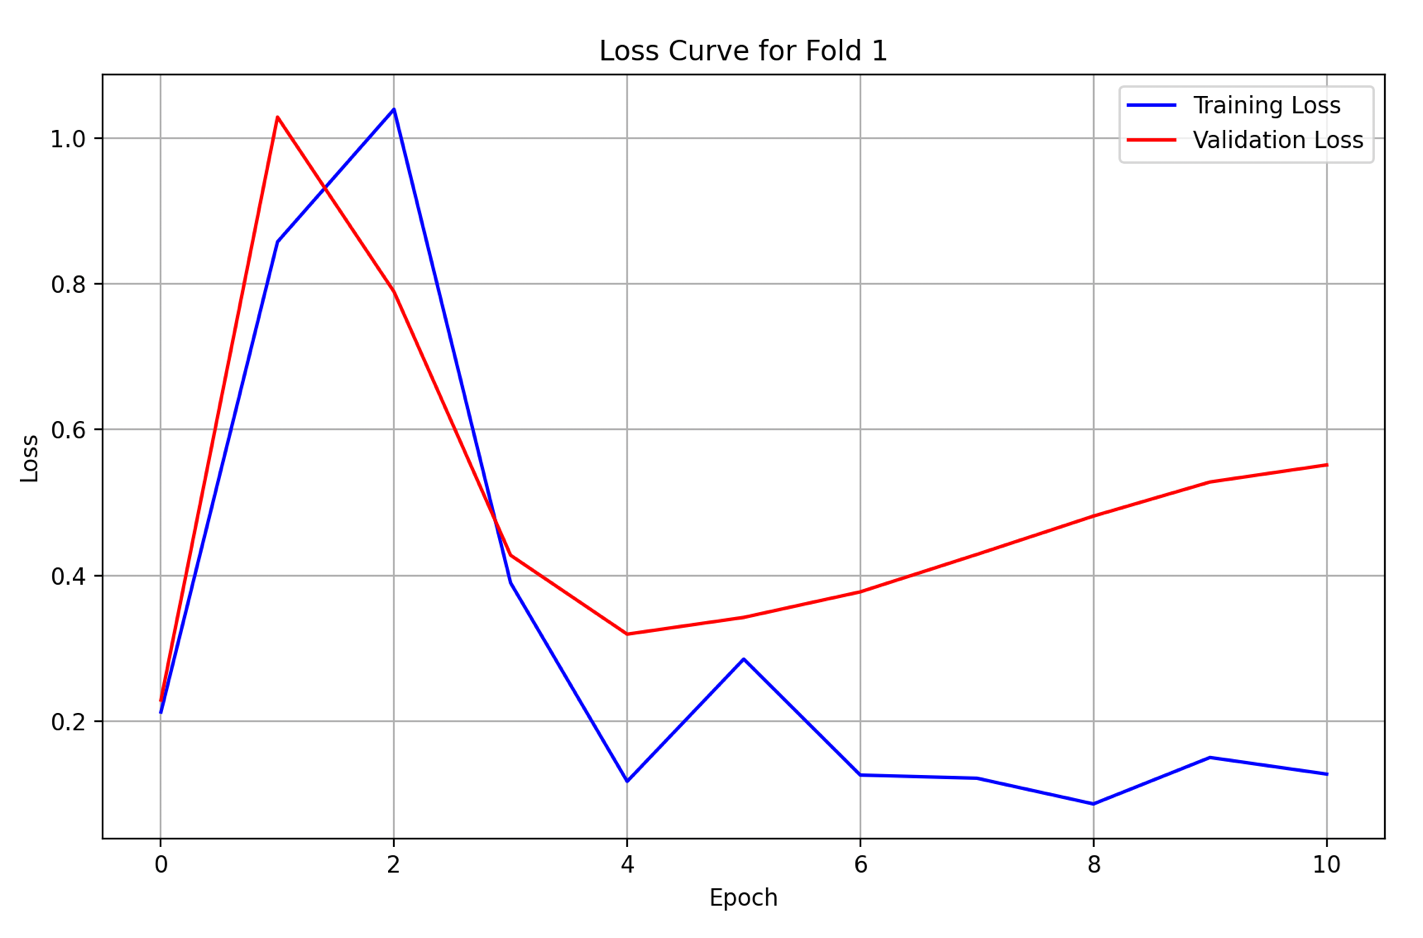 Loss Curve for Fold 1
Training Loss
Validation Loss
1.0
0.8
0.6
0.4
0.2
Loss
0 2 4 6 8 10
Epoch